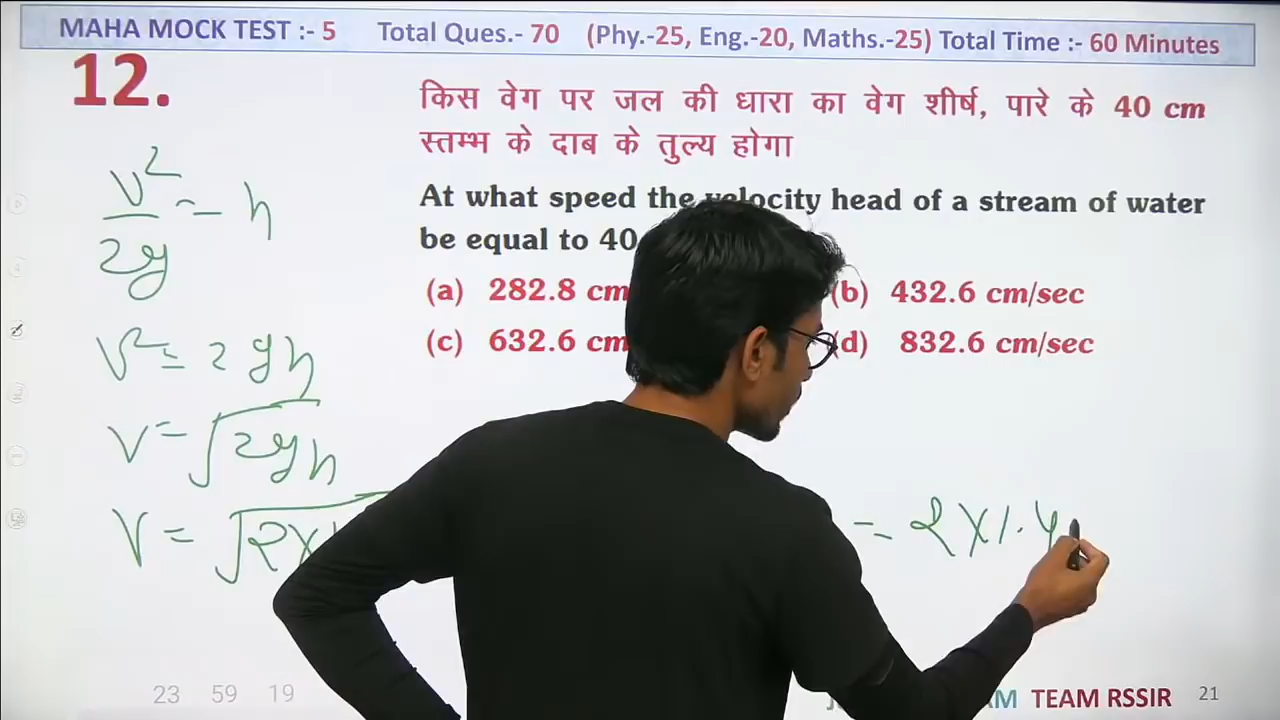 MAHA MOCK TEST :- 5 Total Ques.- 70 (Phy.-25, Eng.-20, Maths.-25) Total Time :- 60 Minutes
12.
किस वेग पर जल की धारा का वेग शीर्ष, पारे के 40 cm
स्तम्भ के दाब के तुल्य होगा
At what speed the velocity head of a stream of water
be equal to 40
(a) 282.8 cm (b) 432.6 cm/sec
(c) 632.6 cm (d) 832.6 cm/sec
v²/2g = h
v² = 2gh
v = √2gh
v = √2x
= 2x1.4
23 59 19
TEAM RSSIR
21